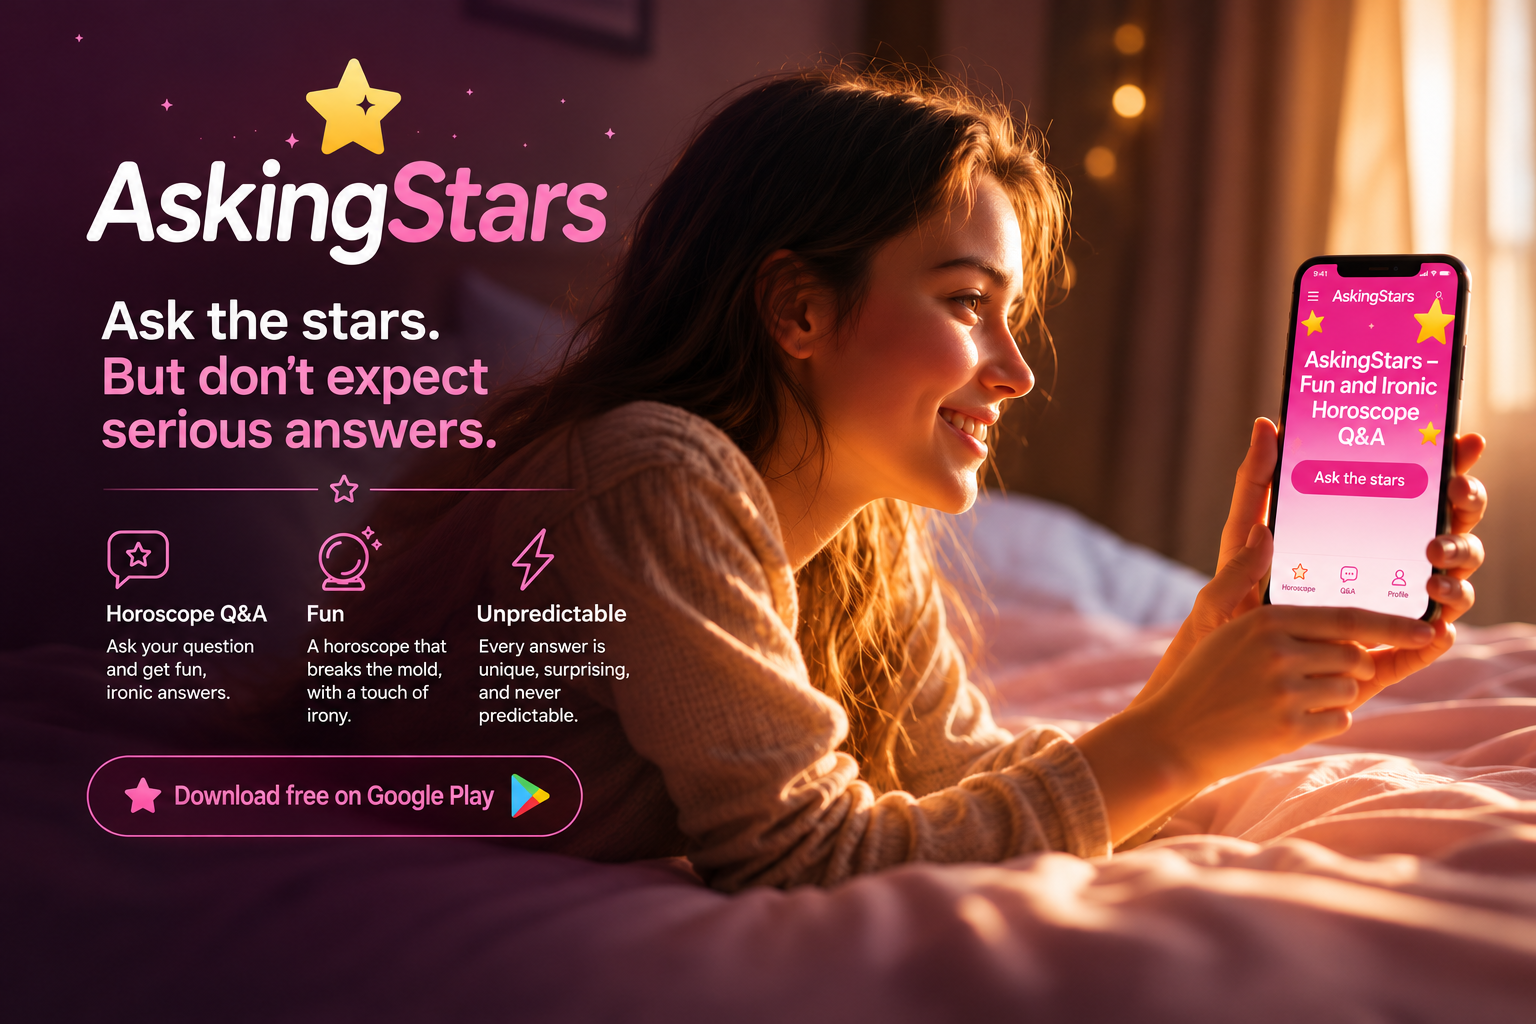 AskingStars
Ask the stars.
But don't expect
serious answers.
Horoscope Q&A
Ask your question
and get fun,
ironic answers.
Fun
A horoscope that
breaks the mold,
with a touch of
irony.
Unpredictable
Every answer is
unique, surprising,
and never
predictable.
Download free on Google Play
9:41
AskingStars
AskingStars –
Fun and Ironic
Horoscope
Q&A
Ask the stars
Horoscope
Q&A
Profile